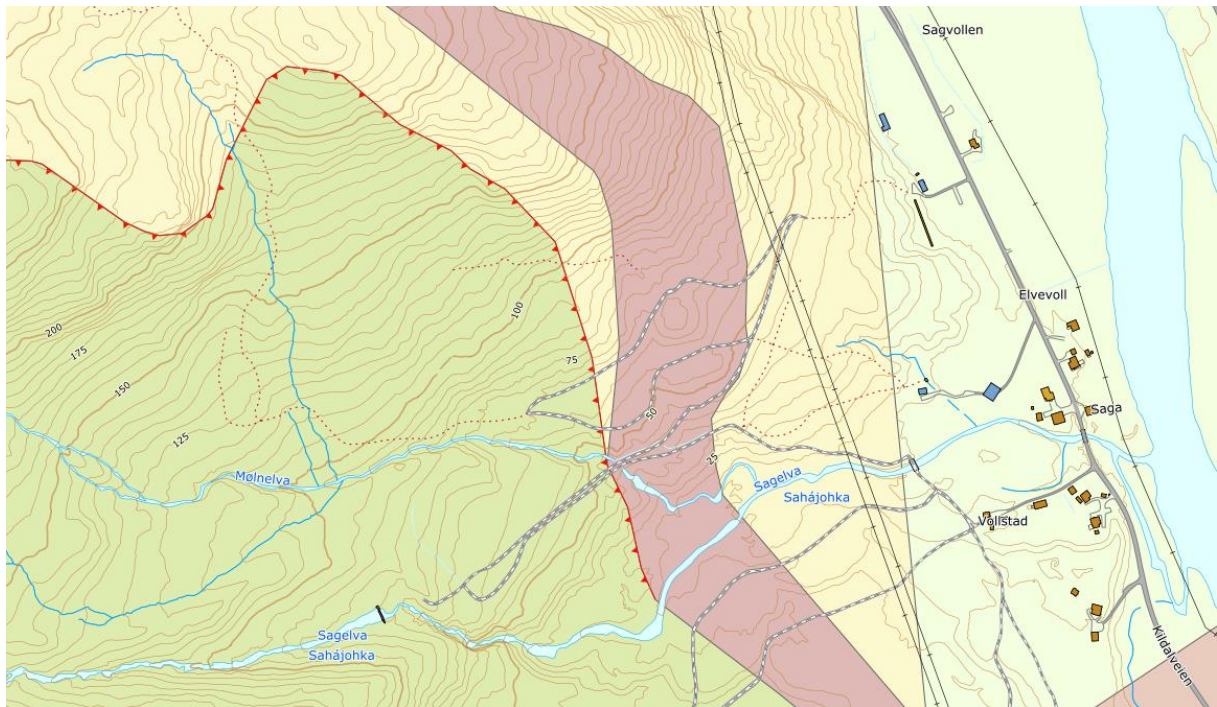 Sagvollen
Elvevoll
200
175
150
125
100
75
50
25
Saga
Mølnelva
Sagelva
Sahájohka
Vollstad
Sagelva
Sahájohka
Kildalveien